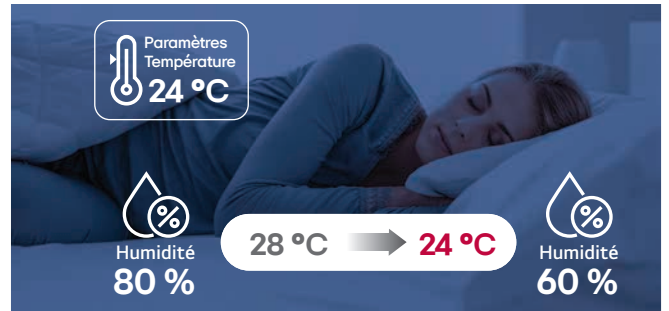 Paramètres
Température
24 °C
%
Humidité
80 %
28 °C
24 °C
%
Humidité
60 %